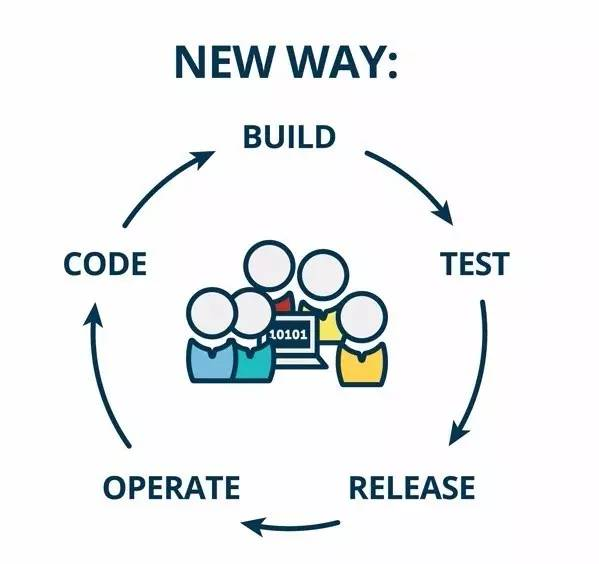 NEW WAY:
BUILD
CODE
TEST
10101
OPERATE
RELEASE